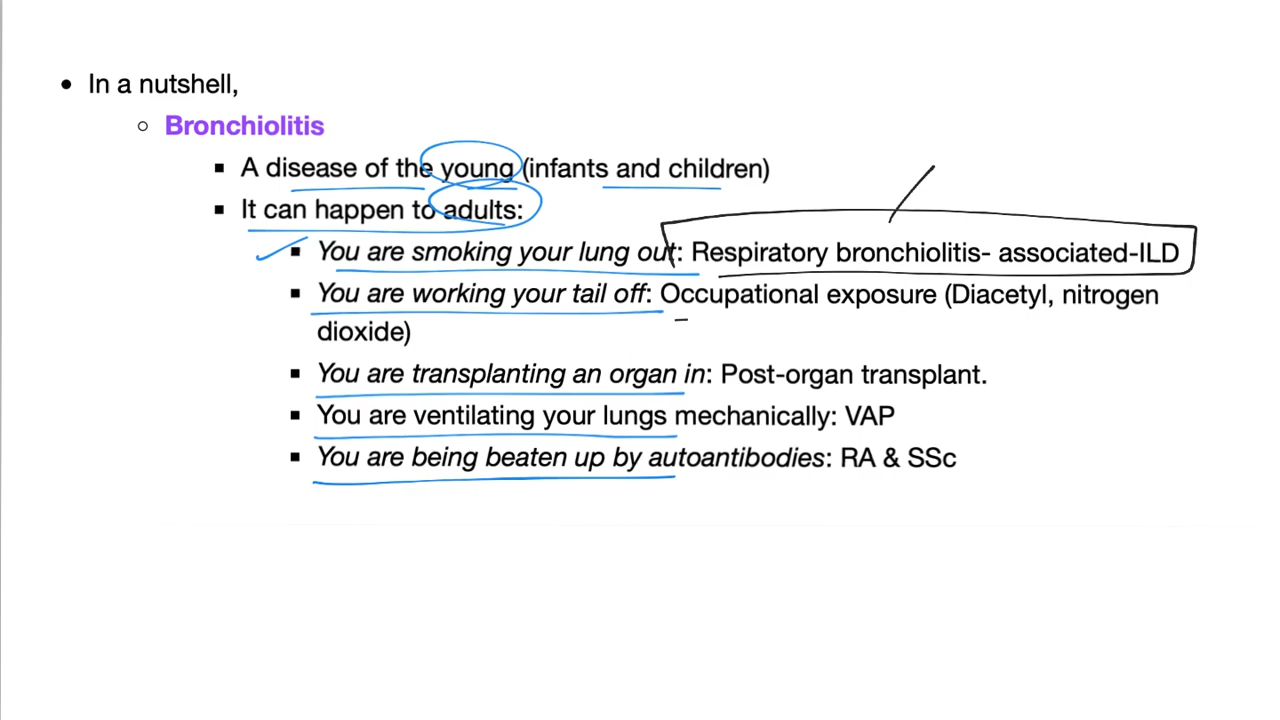 • In a nutshell,
○ Bronchiolitis
▪ A disease of the young (infants and children)
▪ It can happen to adults:
▪ You are smoking your lung out: Respiratory bronchiolitis- associated-ILD
▪ You are working your tail off: Occupational exposure (Diacetyl, nitrogen
dioxide)
▪ You are transplanting an organ in: Post-organ transplant.
▪ You are ventilating your lungs mechanically: VAP
▪ You are being beaten up by autoantibodies: RA & SSc